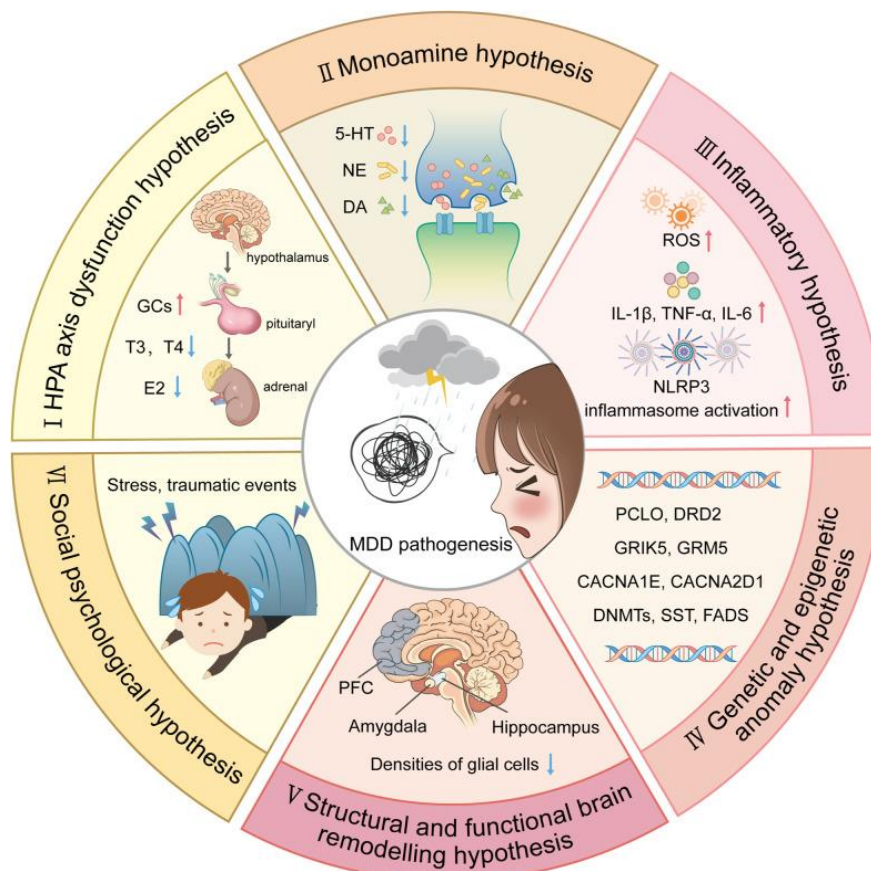 Ⅰ HPA axis dysfunction hypothesis
hypothalamus
GCs ↑
pituitaryl
T3, T4 ↓
E2 ↓
adrenal
Ⅱ Monoamine hypothesis
5-HT ↓
NE ↓
DA ↓
Ⅲ Inflammatory hypothesis
ROS ↑
IL-1β, TNF-α, IL-6 ↑
NLRP3
inflammasome activation ↑
Ⅳ Genetic and epigenetic
anomaly hypothesis
PCLO, DRD2
GRIK5, GRM5
CACNA1E, CACNA2D1
DNMTs, SST, FADS
Ⅴ Structural and functional brain
remodelling hypothesis
PFC
Amygdala
Hippocampus
Densities of glial cells ↓
Ⅵ Social psychological hypothesis
Stress, traumatic events
MDD pathogenesis